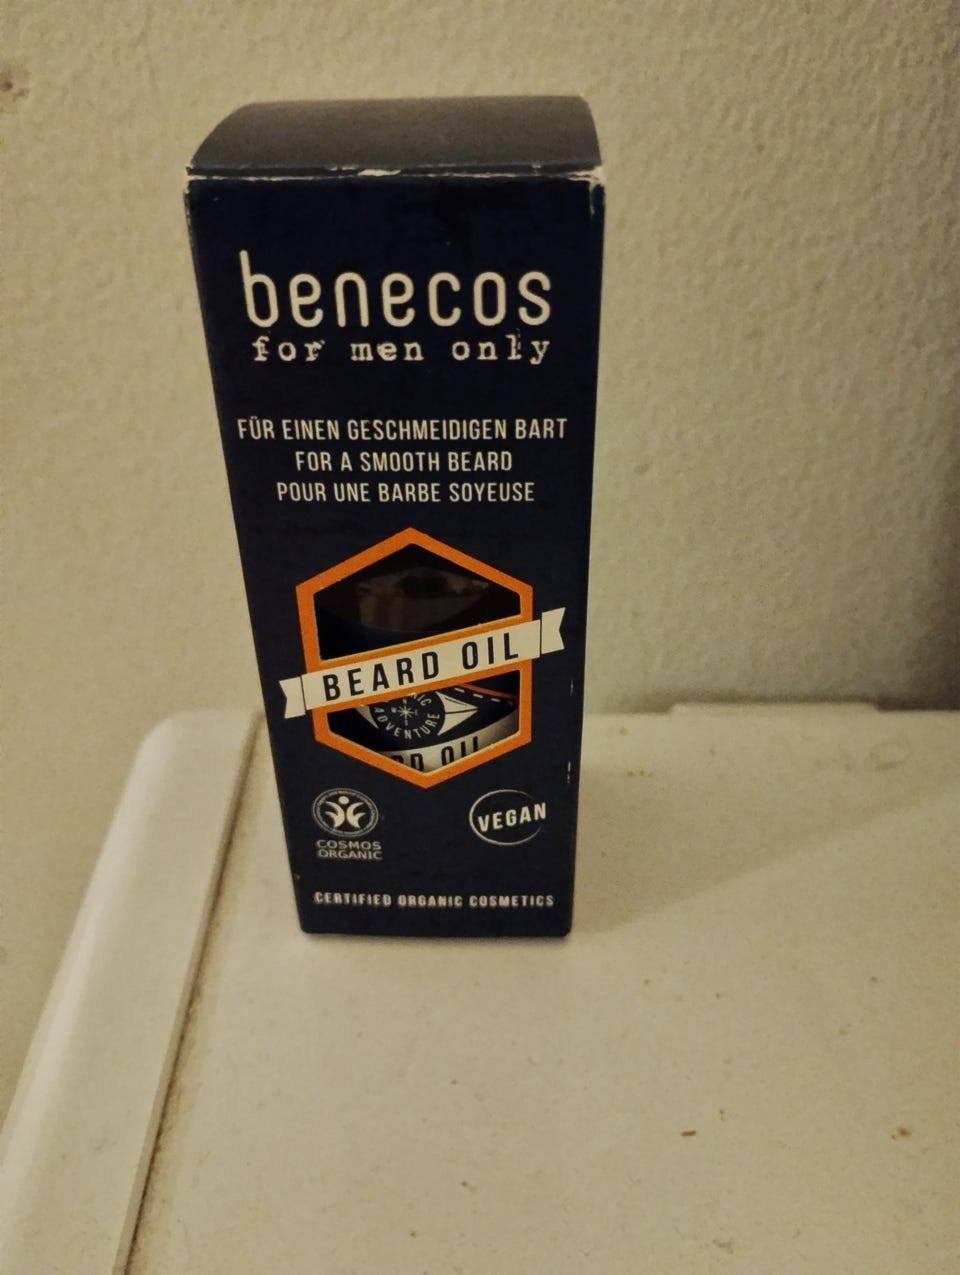 benecos
for men only
FÜR EINEN GESCHMEIDIGEN BART
FOR A SMOOTH BEARD
POUR UNE BARBE SOYEUSE
BEARD OIL
ADVENTURE
OIL
COSMOS
ORGANIC
VEGAN
CERTIFIED ORGANIC COSMETICS